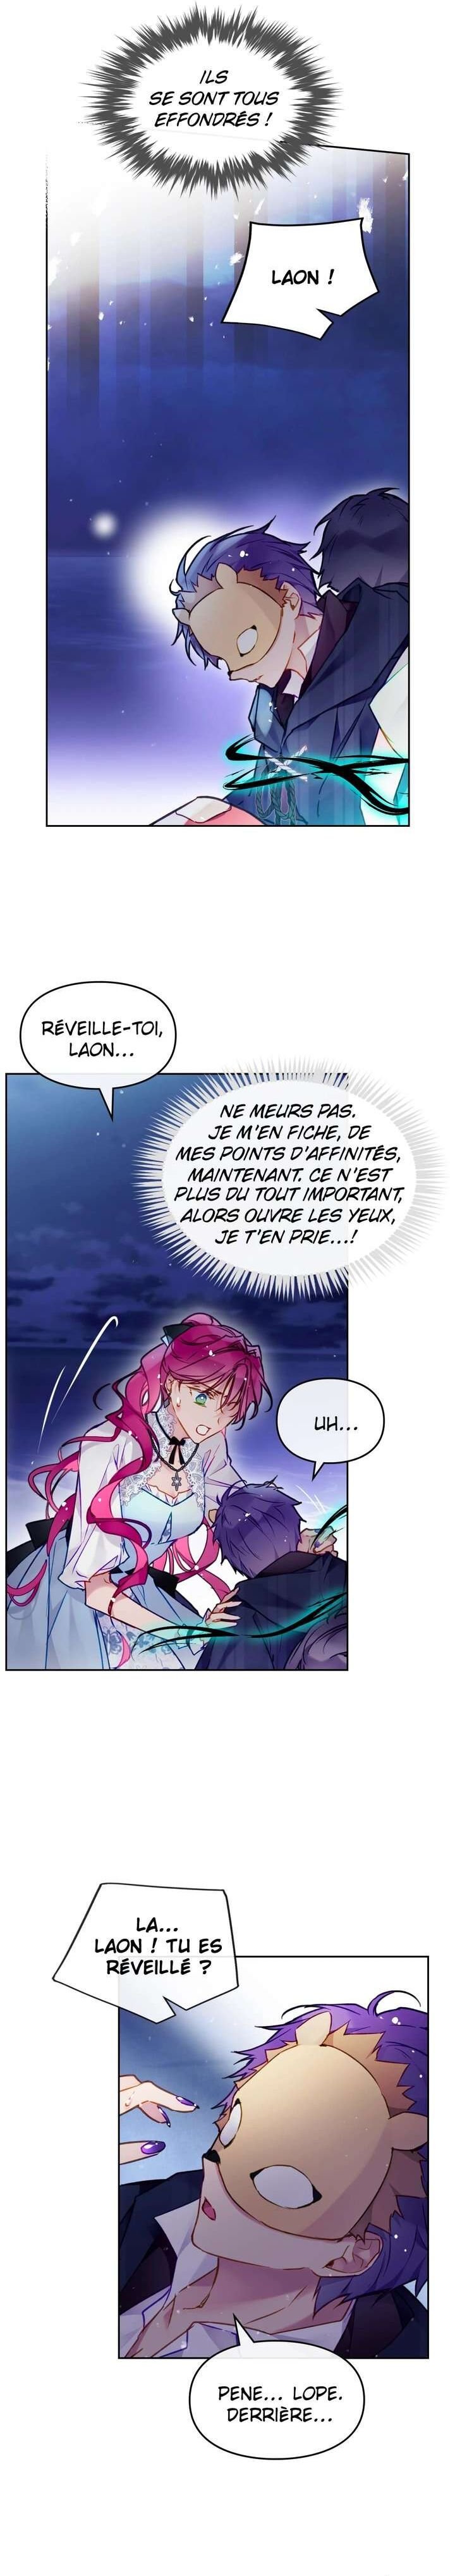 ILS
SE SONT TOUS
EFFONDRÉS !
LAON !
RÉVEILLE-TOI,
LAON...
NE MEURS PAS.
JE M'EN FICHE, DE
MES POINTS D'AFFINITÉS,
MAINTENANT. CE N'EST
PLUS DU TOUT IMPORTANT,
ALORS OUVRE LES YEUX,
JE T'EN PRIE...!
UH...
LA...
LAON ! TU ES
RÉVEILLÉ ?
PENE... LOPE.
DERRIÈRE...